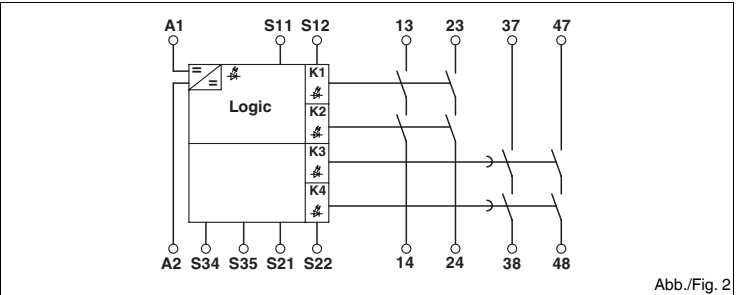 A1 S11 S12 13 23 37 47
K1
Logic
K2
K3
K4
A2 S34 S35 S21 S22 14 24 38 48
Abb./Fig. 2